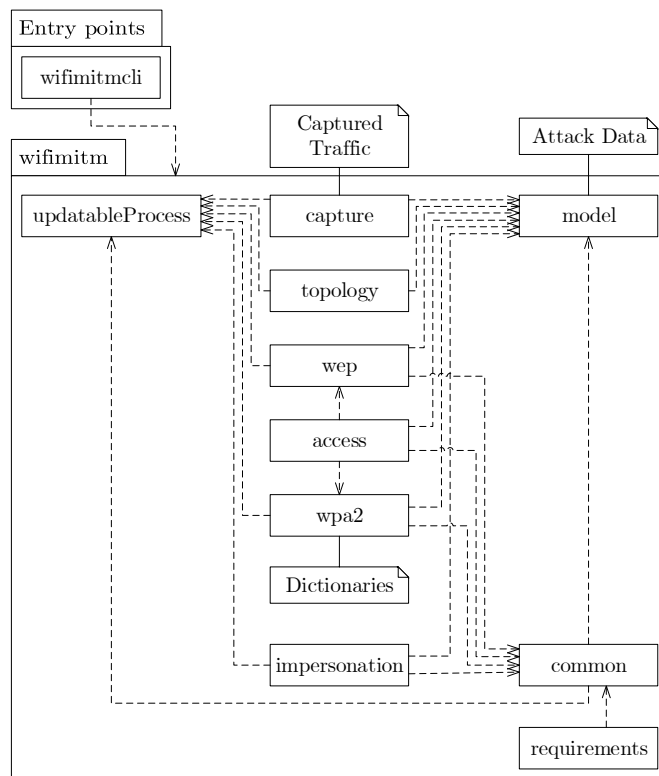 Entry points
wifimitmcli
Captured
Traffic
Attack Data
wifimitm
updatableProcess
capture
model
topology
wep
access
wpa2
Dictionaries
impersonation
common
requirements